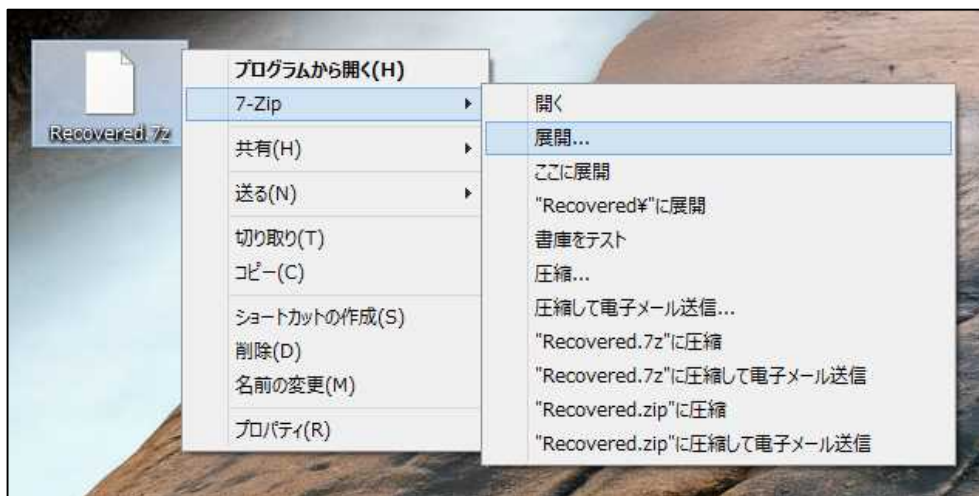 Recovered.7z
プログラムから開く(H)
7-Zip
共有(H)
送る(N)
切り取り(T)
コピー(C)
ショートカットの作成(S)
削除(D)
名前の変更(M)
プロパティ(R)
開く
展開...
ここに展開
"Recovered¥"に展開
書庫をテスト
圧縮...
圧縮して電子メール送信...
"Recovered.7z"に圧縮
"Recovered.7z"に圧縮して電子メール送信
"Recovered.zip"に圧縮
"Recovered.zip"に圧縮して電子メール送信